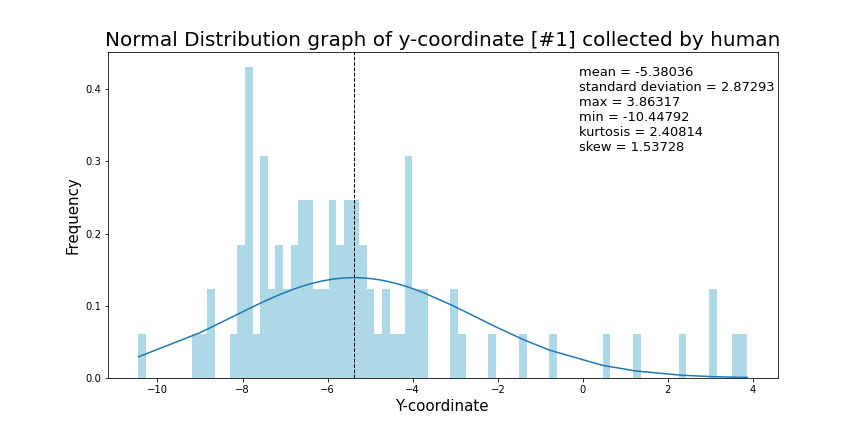 Normal Distribution graph of y-coordinate [#1] collected by human
mean = -5.38036
standard deviation = 2.87293
max = 3.86317
min = -10.44792
kurtosis = 2.40814
skew = 1.53728
Frequency
0.4
0.3
0.2
0.1
0.0
−10 −8 −6 −4 −2 0 2 4
Y-coordinate